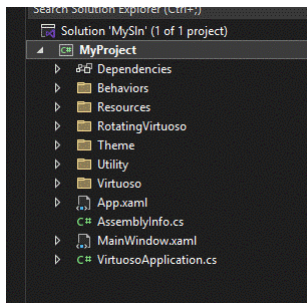 Search Solution Explorer (Ctrl+;)
Solution 'MySln' (1 of 1 project)
C# MyProject
Dependencies
Behaviors
Resources
RotatingVirtuoso
Theme
Utility
Virtuoso
App.xaml
C# AssemblyInfo.cs
MainWindow.xaml
C# VirtuosoApplication.cs